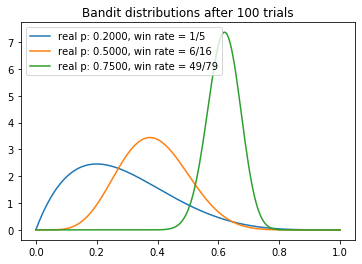 Bandit distributions after 100 trials
real p: 0.2000, win rate = 1/5
real p: 0.5000, win rate = 6/16
real p: 0.7500, win rate = 49/79
7
6
5
4
3
2
1
0
0.0 0.2 0.4 0.6 0.8 1.0